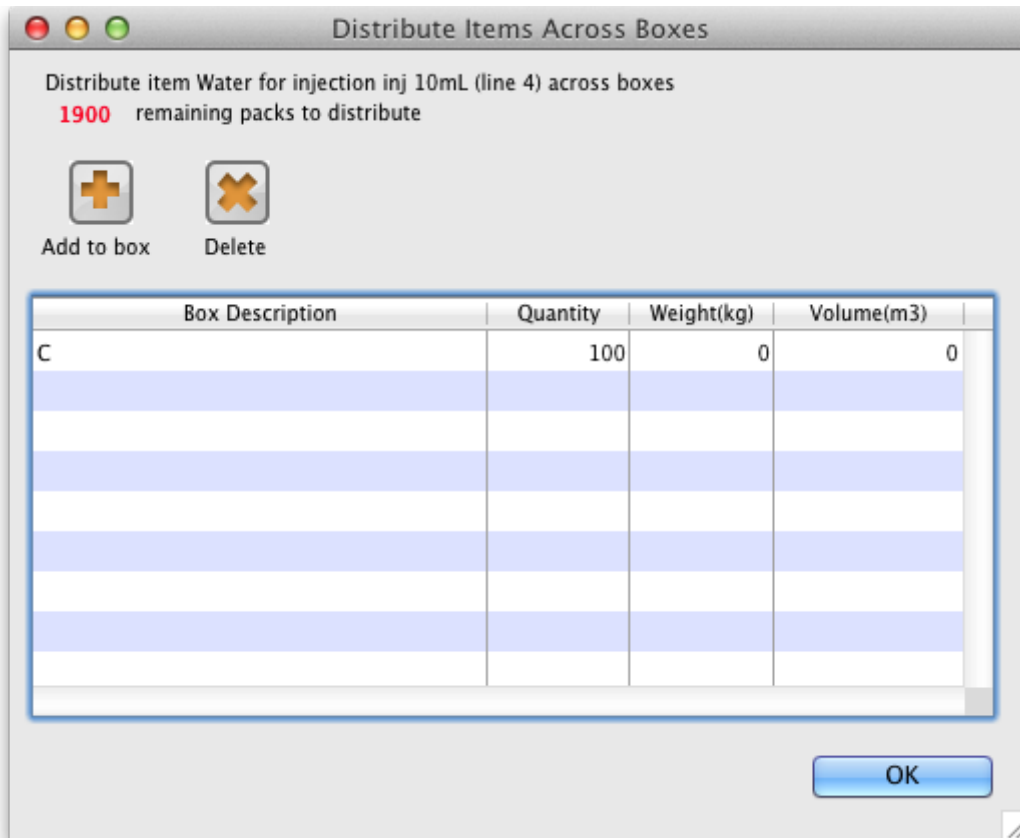 Distribute Items Across Boxes
Distribute item Water for injection inj 10mL (line 4) across boxes
1900 remaining packs to distribute
Add to box Delete
Box Description Quantity Weight(kg) Volume(m3)
C 100 0 0
OK